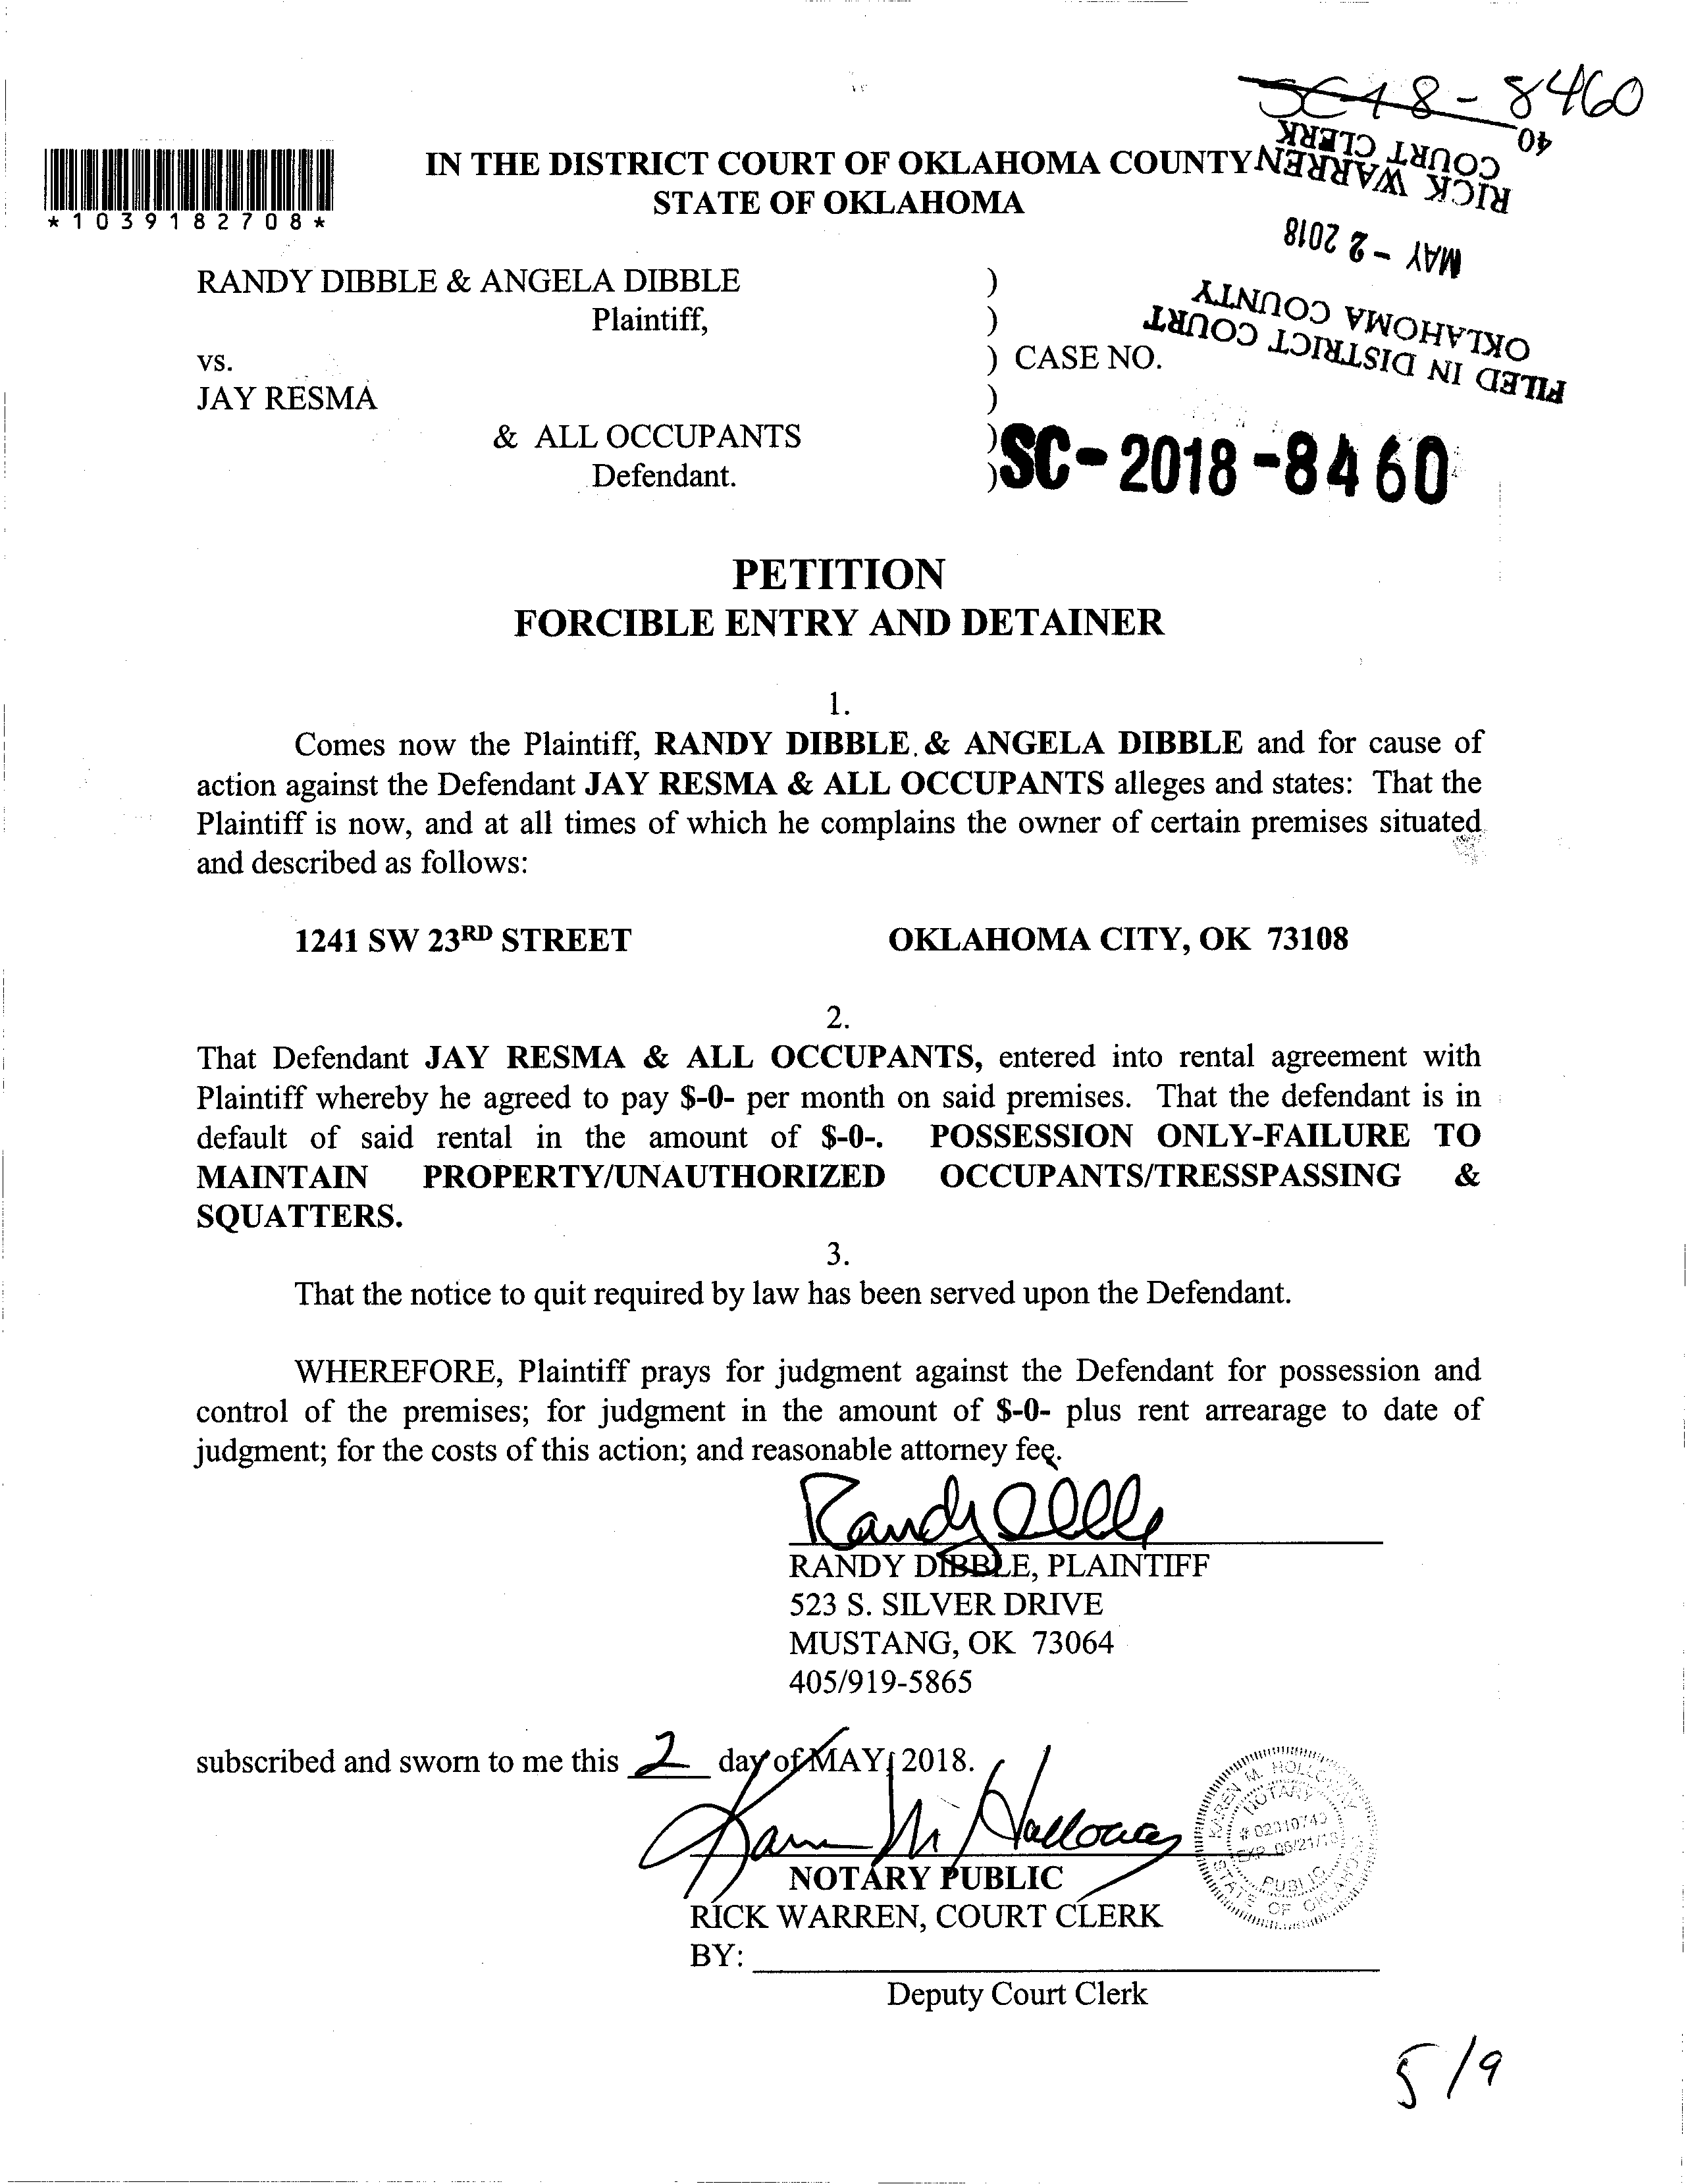 SC18-8460
*1039182708*
IN THE DISTRICT COURT OF OKLAHOMA COUNTY
STATE OF OKLAHOMA
FILED IN DISTRICT COURT
OKLAHOMA COUNTY
MAY - 2 2018
RICK WARREN
COURT CLERK
40
RANDY DIBBLE & ANGELA DIBBLE )
Plaintiff, )
vs. ) CASE NO.
JAY RESMA )
& ALL OCCUPANTS )
Defendant. )
SC-2018-8460
PETITION
FORCIBLE ENTRY AND DETAINER
1.
Comes now the Plaintiff, RANDY DIBBLE & ANGELA DIBBLE and for cause of
action against the Defendant JAY RESMA & ALL OCCUPANTS alleges and states: That the
Plaintiff is now, and at all times of which he complains the owner of certain premises situated
and described as follows:
1241 SW 23RD STREET OKLAHOMA CITY, OK 73108
2.
That Defendant JAY RESMA & ALL OCCUPANTS, entered into rental agreement with
Plaintiff whereby he agreed to pay $-0- per month on said premises. That the defendant is in
default of said rental in the amount of $-0-. POSSESSION ONLY-FAILURE TO
MAINTAIN PROPERTY/UNAUTHORIZED OCCUPANTS/TRESSPASSING &
SQUATTERS.
3.
That the notice to quit required by law has been served upon the Defendant.
WHEREFORE, Plaintiff prays for judgment against the Defendant for possession and
control of the premises; for judgment in the amount of $-0- plus rent arrearage to date of
judgment; for the costs of this action; and reasonable attorney fee.
RANDY DIBBLE, PLAINTIFF
523 S. SILVER DRIVE
MUSTANG, OK 73064
405/919-5865
subscribed and sworn to me this 2 day of MAY, 2018.
Karen M Holloway
KAREN M. HOLLOWAY
NOTARY
# 02310743
EXP. 06/21/18
PUBLIC
STATE OF OKLAHOMA
NOTARY PUBLIC
RICK WARREN, COURT CLERK
BY:
Deputy Court Clerk
5/9